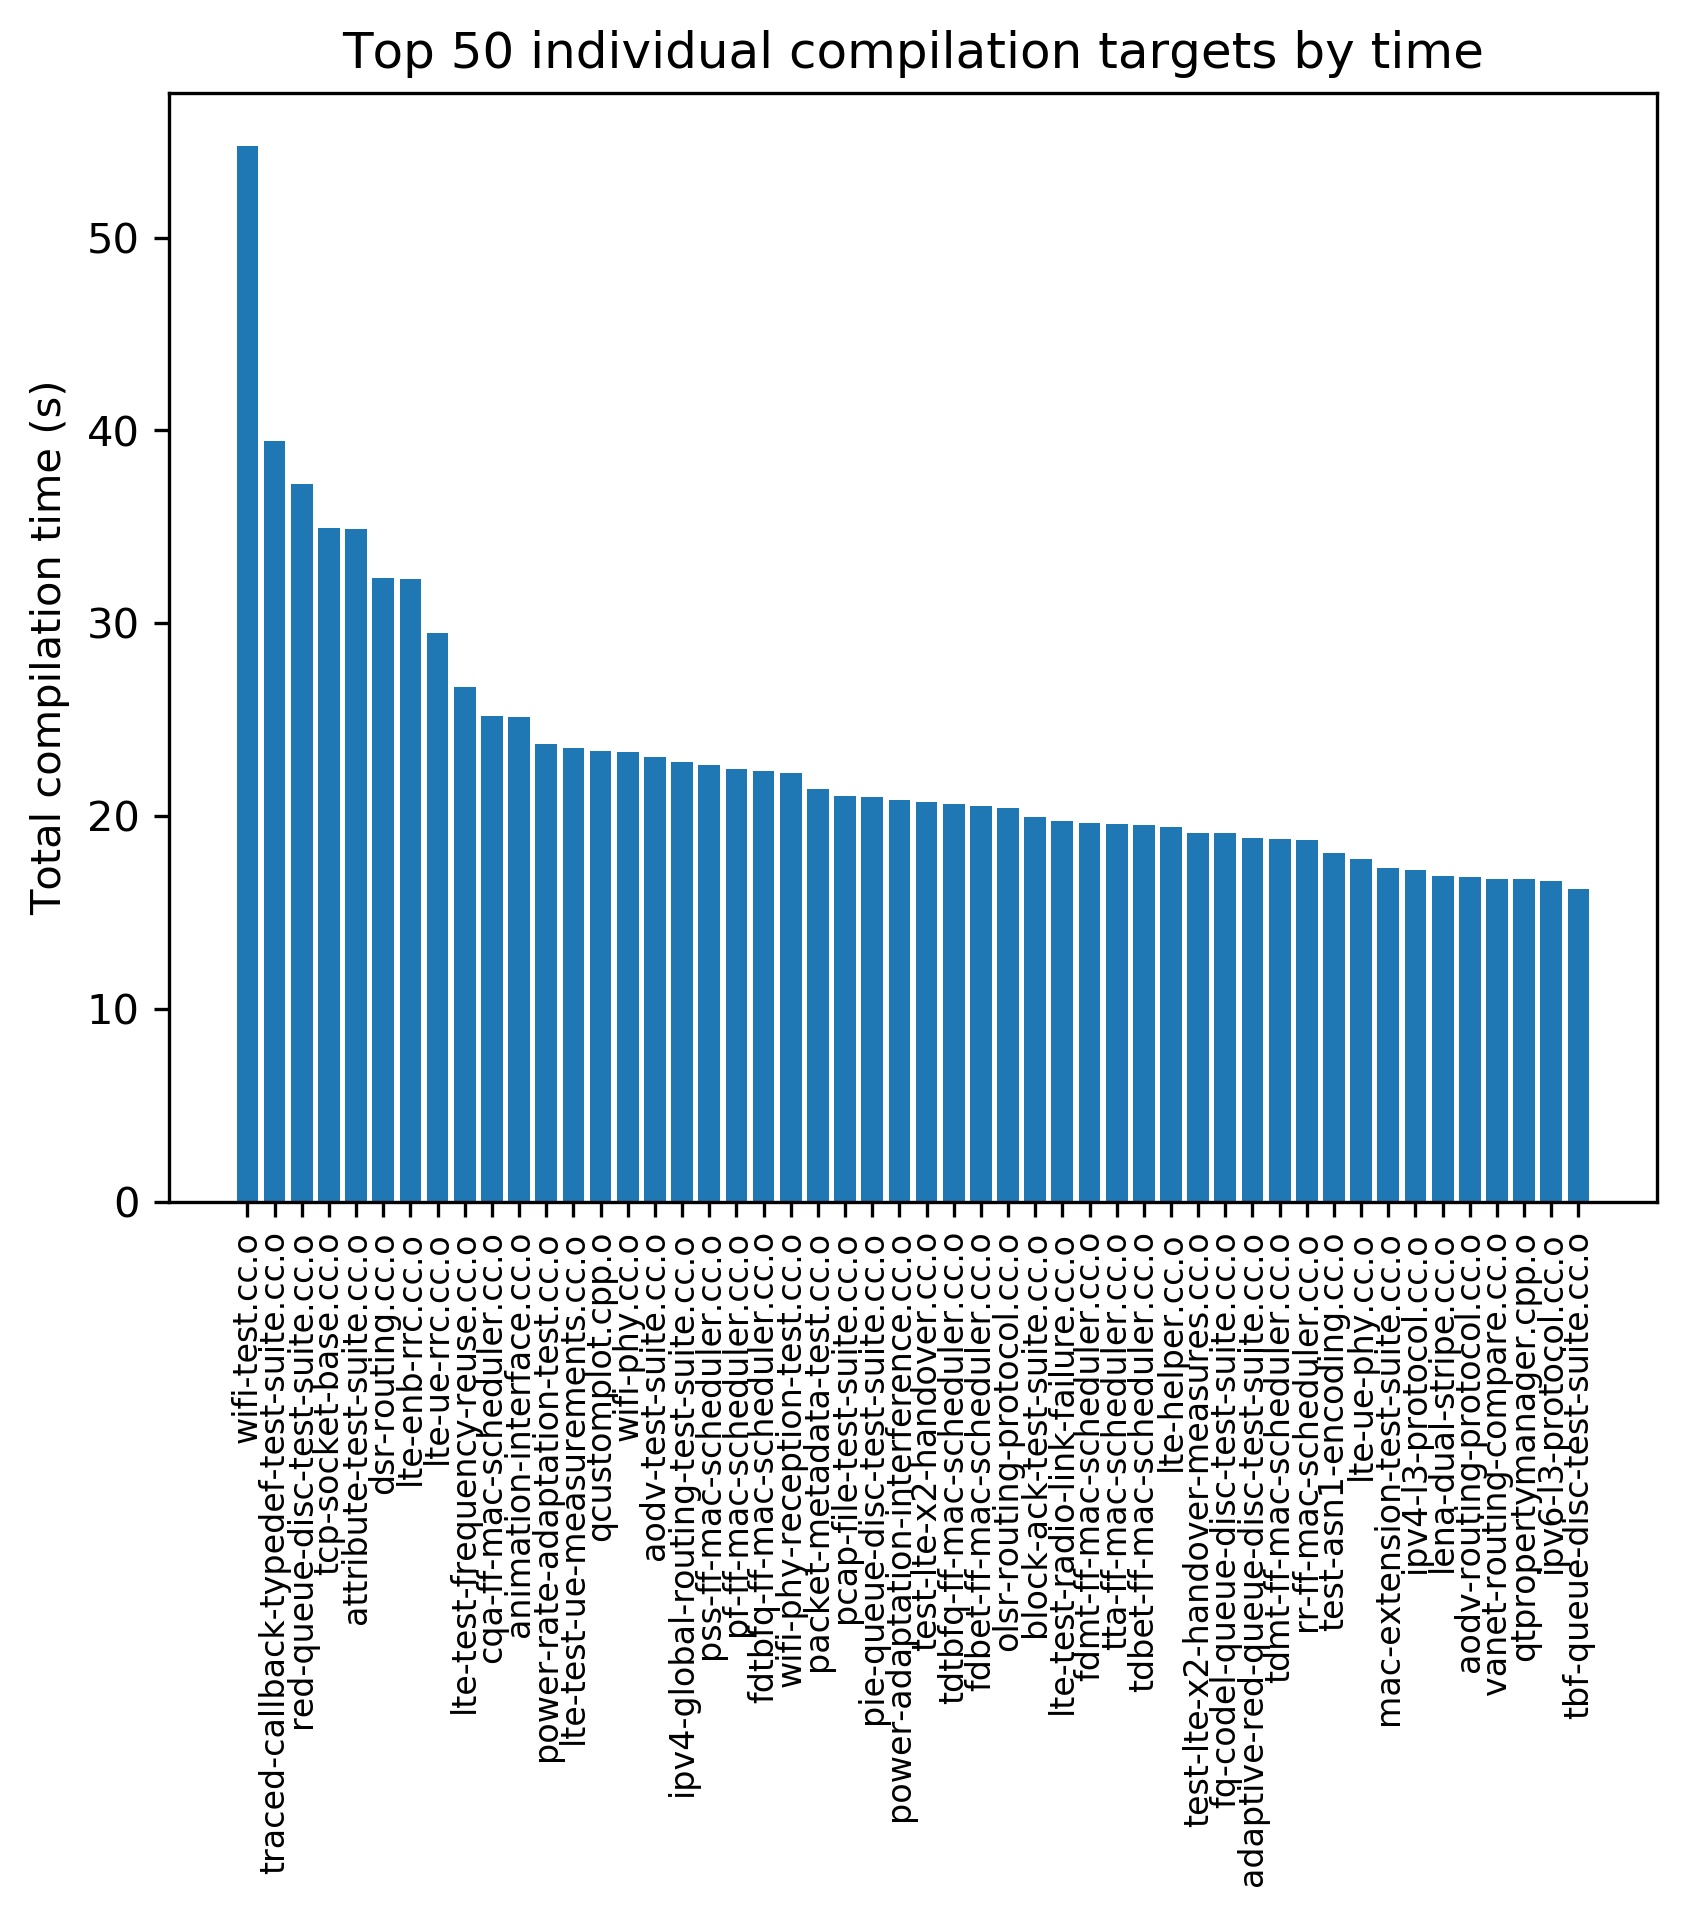 Top 50 individual compilation targets by time
Total compilation time (s)
50
40
30
20
10
0
wifi-test.cc.o
traced-callback-typedef-test-suite.cc.o
red-queue-disc-test-suite.cc.o
tcp-socket-base.cc.o
attribute-test-suite.cc.o
dsr-routing.cc.o
lte-enb-rrc.cc.o
lte-ue-rrc.cc.o
lte-test-frequency-reuse.cc.o
cqa-ff-mac-scheduler.cc.o
animation-interface.cc.o
power-rate-adaptation-test.cc.o
lte-test-ue-measurements.cc.o
qcustomplot.cpp.o
wifi-phy.cc.o
aodv-test-suite.cc.o
ipv4-global-routing-test-suite.cc.o
pss-ff-mac-scheduler.cc.o
pf-ff-mac-scheduler.cc.o
fdtbfq-ff-mac-scheduler.cc.o
wifi-phy-reception-test.cc.o
packet-metadata-test.cc.o
pcap-file-test-suite.cc.o
pie-queue-disc-test-suite.cc.o
power-adaptation-interference.cc.o
test-lte-x2-handover.cc.o
tdtbfq-ff-mac-scheduler.cc.o
fdbet-ff-mac-scheduler.cc.o
olsr-routing-protocol.cc.o
block-ack-test-suite.cc.o
lte-test-radio-link-failure.cc.o
fdmt-ff-mac-scheduler.cc.o
tta-ff-mac-scheduler.cc.o
tdbet-ff-mac-scheduler.cc.o
lte-helper.cc.o
test-lte-x2-handover-measures.cc.o
fq-codel-queue-disc-test-suite.cc.o
adaptive-red-queue-disc-test-suite.cc.o
tdmt-ff-mac-scheduler.cc.o
rr-ff-mac-scheduler.cc.o
test-asn1-encoding.cc.o
lte-ue-phy.cc.o
mac-extension-test-suite.cc.o
ipv4-l3-protocol.cc.o
lena-dual-stripe.cc.o
aodv-routing-protocol.cc.o
vanet-routing-compare.cc.o
qtpropertymanager.cpp.o
ipv6-l3-protocol.cc.o
tbf-queue-disc-test-suite.cc.o